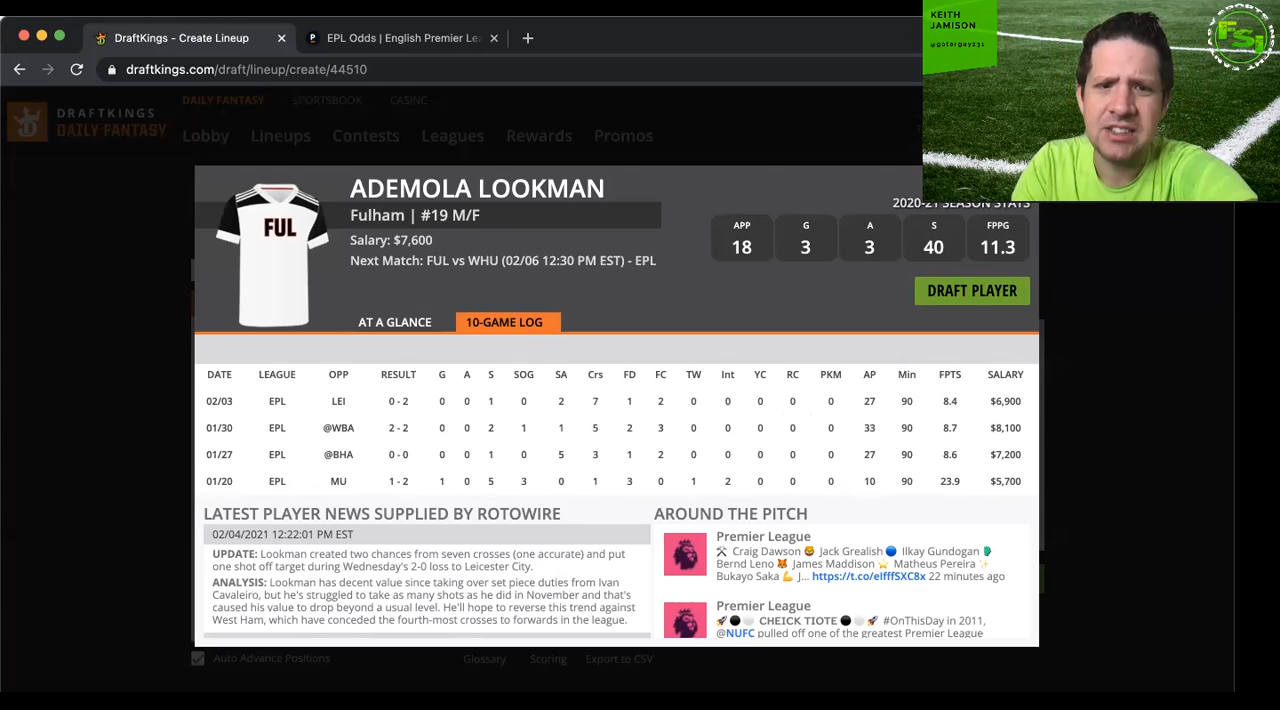 DraftKings - Create Lineup
EPL Odds | English Premier Le
draftkings.com/draft/lineup/create/44510
KEITH
JAMISON
@gatorguy231
FSI
DRAFTKINGS
DAILY FANTASY
DAILY FANTASY SPORTSBOOK CASINO
Lobby Lineups Contests Leagues Rewards Promos
FUL
ADEMOLA LOOKMAN
Fulham | #19 M/F
Salary: $7,600
Next Match: FUL vs WHU (02/06 12:30 PM EST) - EPL
2020-21 SEASON STATS
APP G A S FPPG
18 3 3 40 11.3
DRAFT PLAYER
AT A GLANCE 10-GAME LOG
DATE LEAGUE OPP RESULT G A S SOG SA Crs FD FC TW Int YC RC PKM AP Min FPTS SALARY
02/03 EPL LEI 0 - 2 0 0 1 0 2 7 1 2 0 0 0 0 0 27 90 8.4 $6,900
01/30 EPL @WBA 2 - 2 0 0 2 1 1 5 2 3 0 0 0 0 0 33 90 8.7 $8,100
01/27 EPL @BHA 0 - 0 0 0 1 0 5 3 1 2 0 0 0 0 0 27 90 8.6 $7,200
01/20 EPL MU 1 - 2 1 0 5 3 0 1 3 0 1 2 0 0 0 10 90 23.9 $5,700
LATEST PLAYER NEWS SUPPLIED BY ROTOWIRE
02/04/2021 12:22:01 PM EST
UPDATE: Lookman created two chances from seven crosses (one accurate) and put
one shot off target during Wednesday's 2-0 loss to Leicester City.
ANALYSIS: Lookman has decent value since taking over set piece duties from Ivan
Cavaleiro, but he's struggled to take as many shots as he did in November and that's
caused his value to drop beyond a usual level. He'll hope to reverse this trend against
West Ham, which have conceded the fourth-most crosses to forwards in the league.
AROUND THE PITCH
Premier League
⚒️ Craig Dawson 🦁 Jack Grealish 🔵 Ilkay Gundogan
Bernd Leno 🦊 James Maddison ⭐ Matheus Pereira ✨
Bukayo Saka 💪 J... https://t.co/eIfffSXC8x 22 minutes ago
Premier League
🚀⚫⚪ CHEICK TIOTE ⚫⚪🚀 #OnThisDay in 2011,
@NUFC pulled off one of the greatest Premier League
Auto Advance Positions
Glossary Scoring Export to CSV